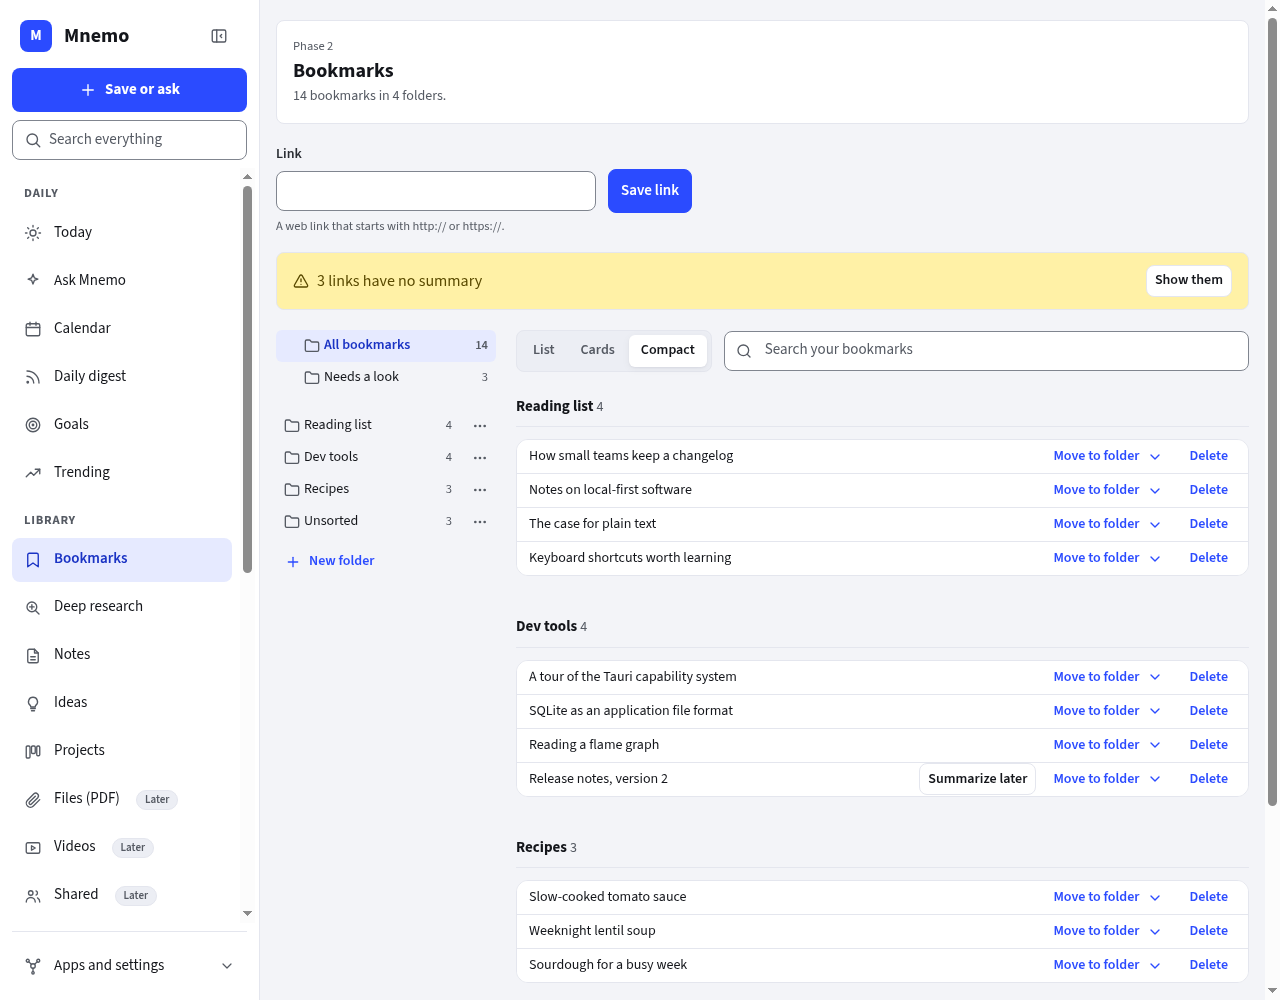 M Mnemo
Save or ask
Search everything
DAILY
Today
Ask Mnemo
Calendar
Daily digest
Goals
Trending
LIBRARY
Bookmarks
Deep research
Notes
Ideas
Projects
Files (PDF) Later
Videos Later
Shared Later
Apps and settings
Phase 2
Bookmarks
14 bookmarks in 4 folders.
Link
Save link
A web link that starts with http:// or https://.
3 links have no summary Show them
All bookmarks 14
Needs a look 3
Reading list 4
Dev tools 4
Recipes 3
Unsorted 3
New folder
List Cards Compact Search your bookmarks
Reading list 4
How small teams keep a changelog Move to folder Delete
Notes on local-first software Move to folder Delete
The case for plain text Move to folder Delete
Keyboard shortcuts worth learning Move to folder Delete
Dev tools 4
A tour of the Tauri capability system Move to folder Delete
SQLite as an application file format Move to folder Delete
Reading a flame graph Move to folder Delete
Release notes, version 2 Summarize later Move to folder Delete
Recipes 3
Slow-cooked tomato sauce Move to folder Delete
Weeknight lentil soup Move to folder Delete
Sourdough for a busy week Move to folder Delete